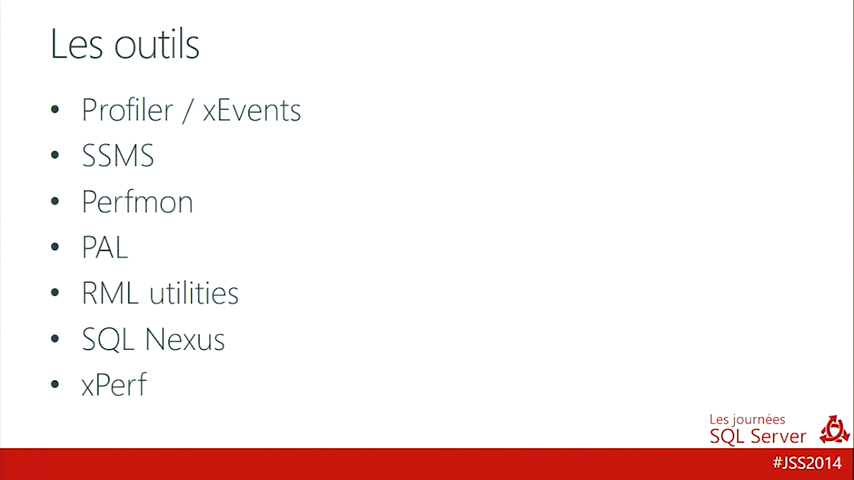 Les outils
• Profiler / xEvents
• SSMS
• Perfmon
• PAL
• RML utilities
• SQL Nexus
• xPerf
Les journées
SQL Server
#JSS2014